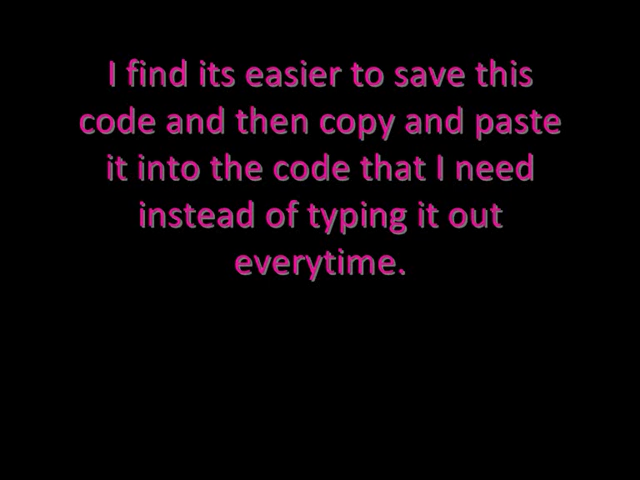 I find its easier to save this
code and then copy and paste
it into the code that I need
instead of typing it out
everytime.